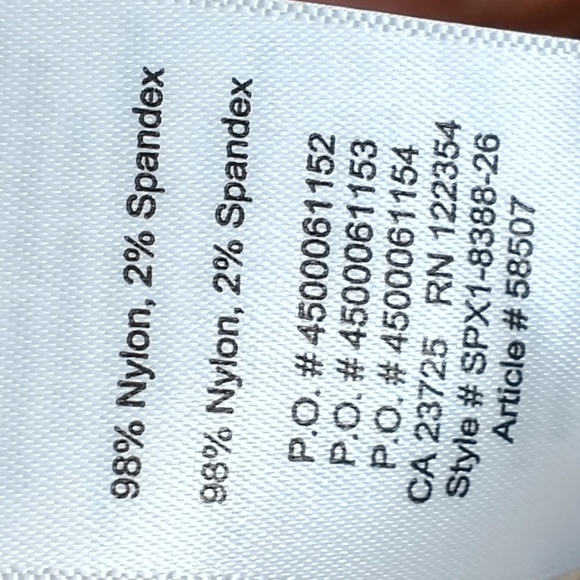 98% Nylon, 2% Spandex
98% Nylon, 2% Spandex
P.O. # 4500061152
P.O. # 4500061153
P.O. # 4500061154
CA 23725 RN 122354
Style # SPX1-8388-26
Article # 58507